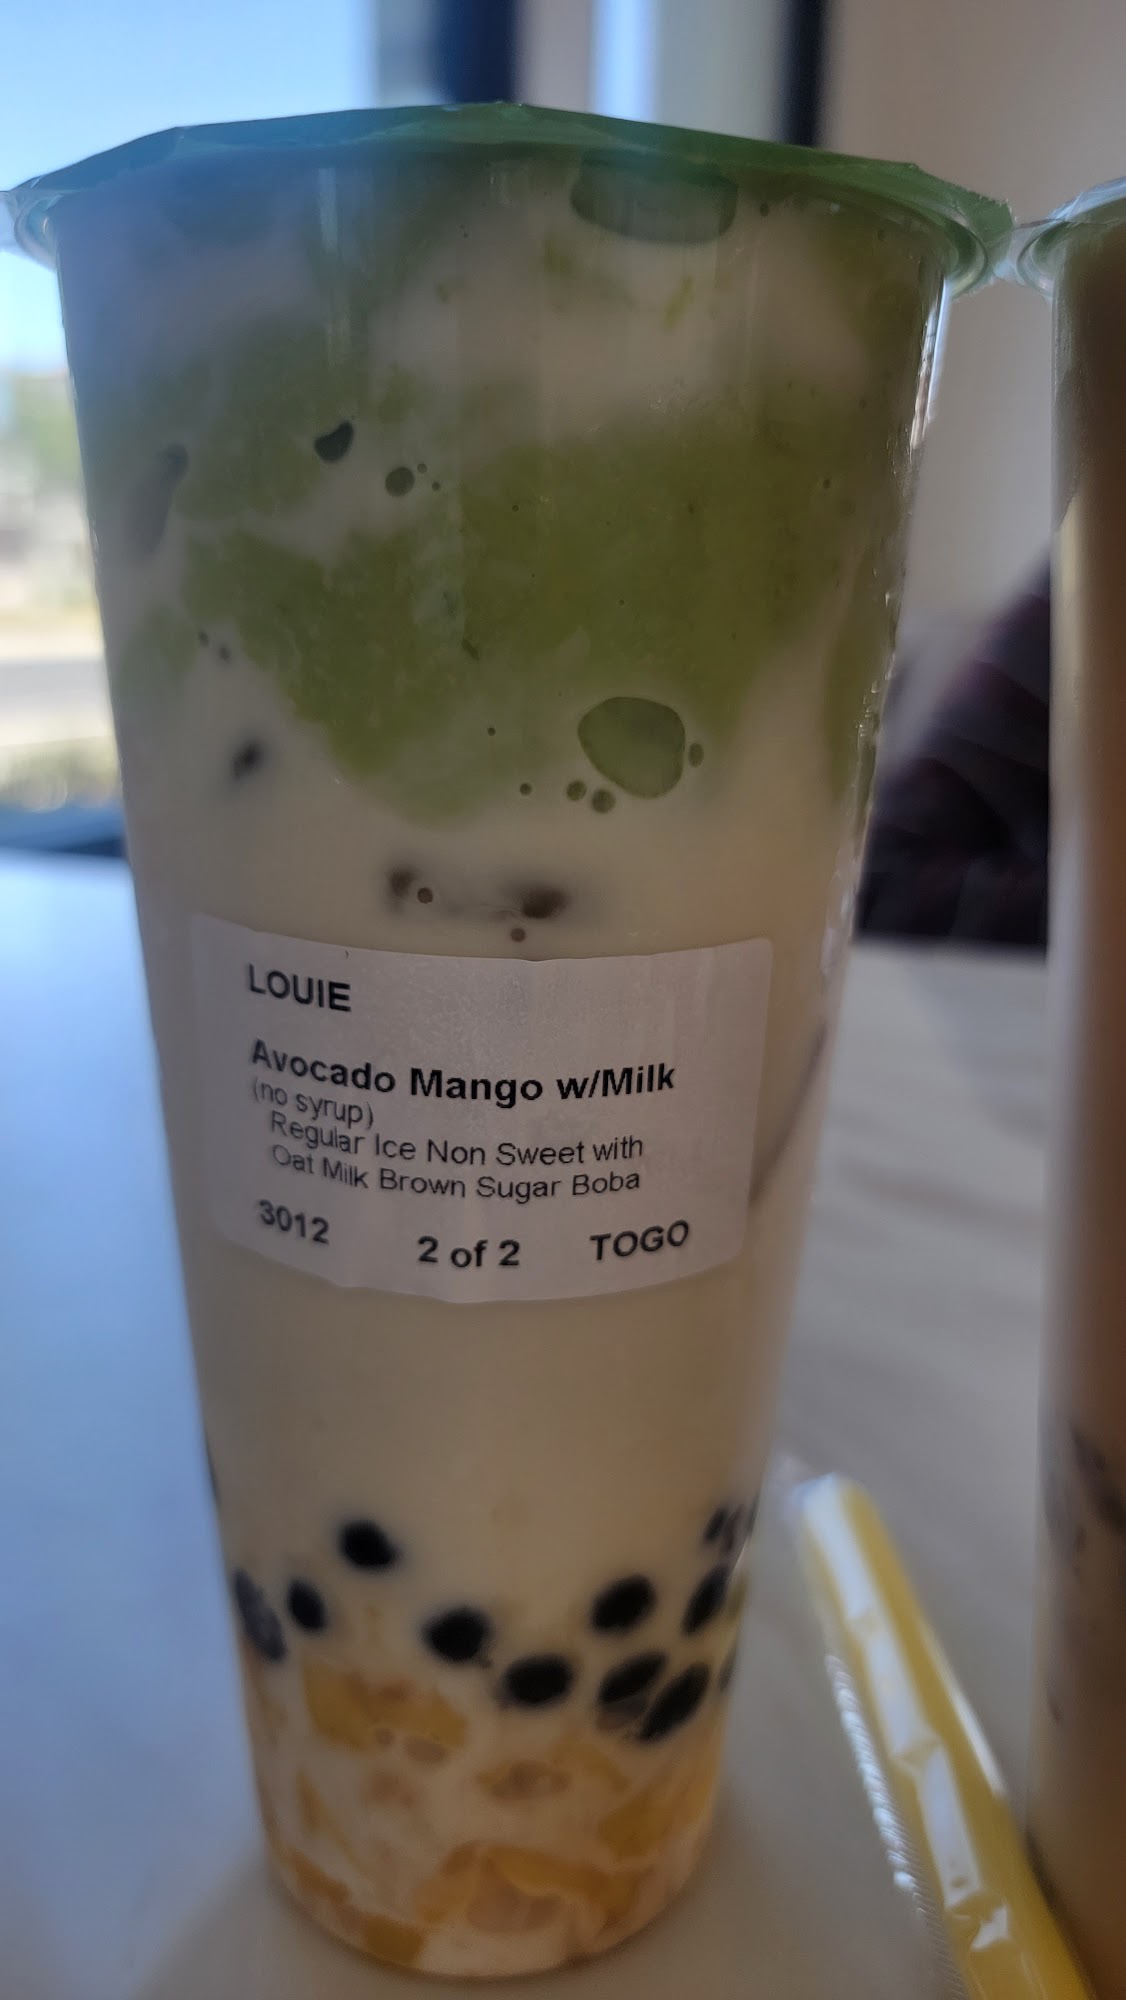 LOUIE
Avocado Mango w/Milk
(no syrup)
Regular Ice Non Sweet with
Oat Milk Brown Sugar Boba
3012 2 of 2 TOGO